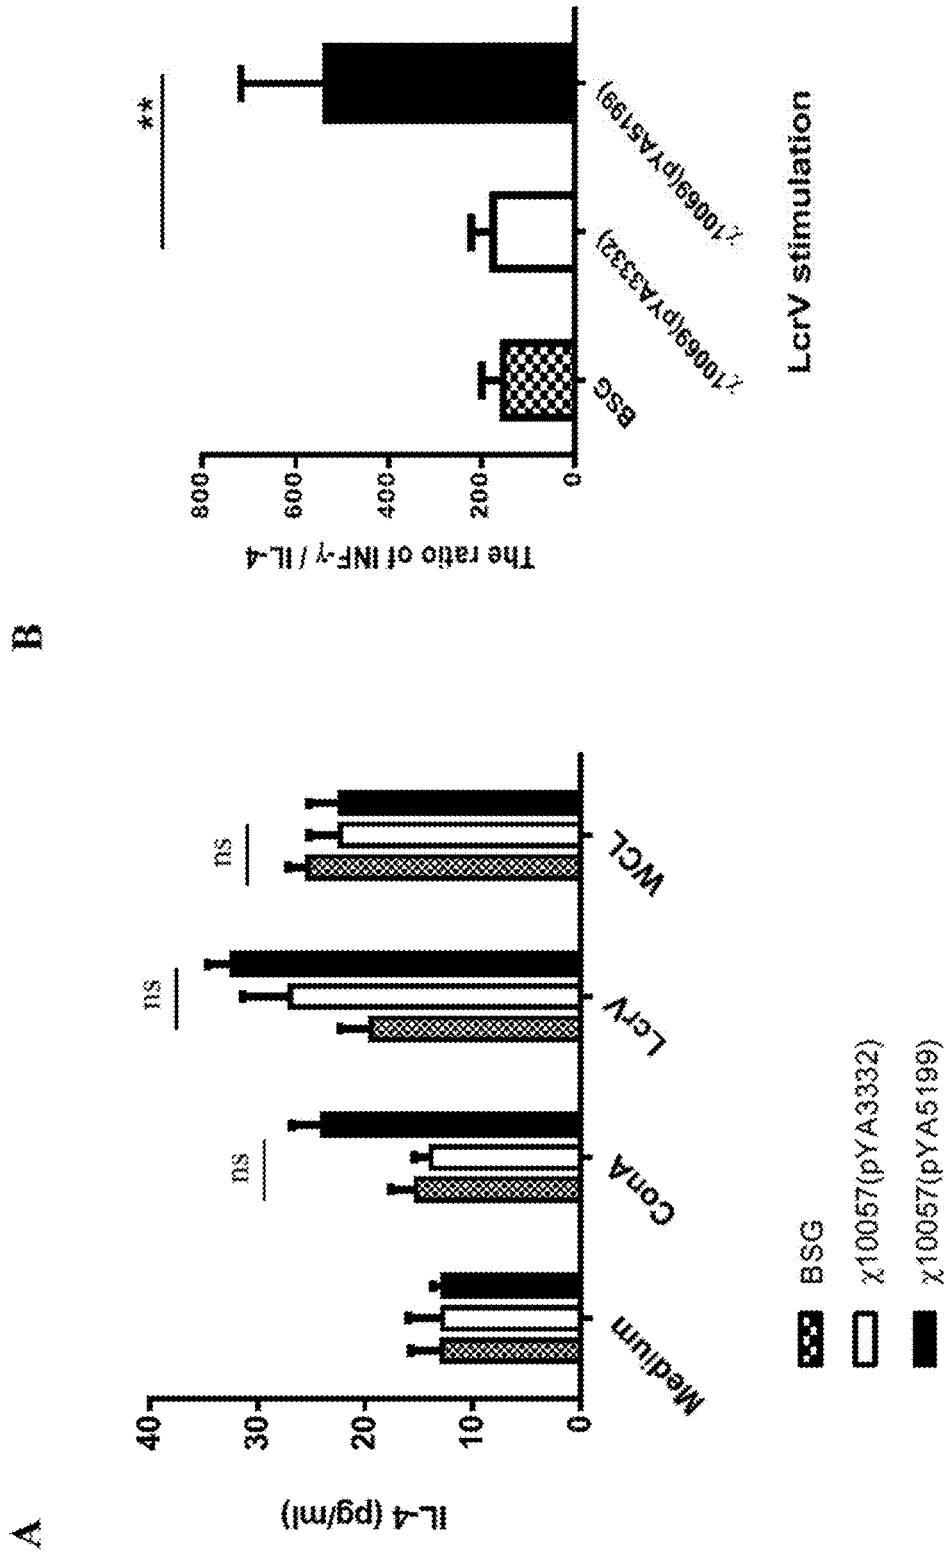 A
IL-4 (pg/ml)
40
30
20
10
0
ns
ns
ns
Medium
ConA
LcrV
WCL
BSG
χ10057(pYA3332)
χ10057(pYA5199)
B
The ratio of INF-γ / IL-4
800
600
400
200
0
**
BSG
χ10069(pYA3332)
χ10069(pYA5199)
LcrV stimulation